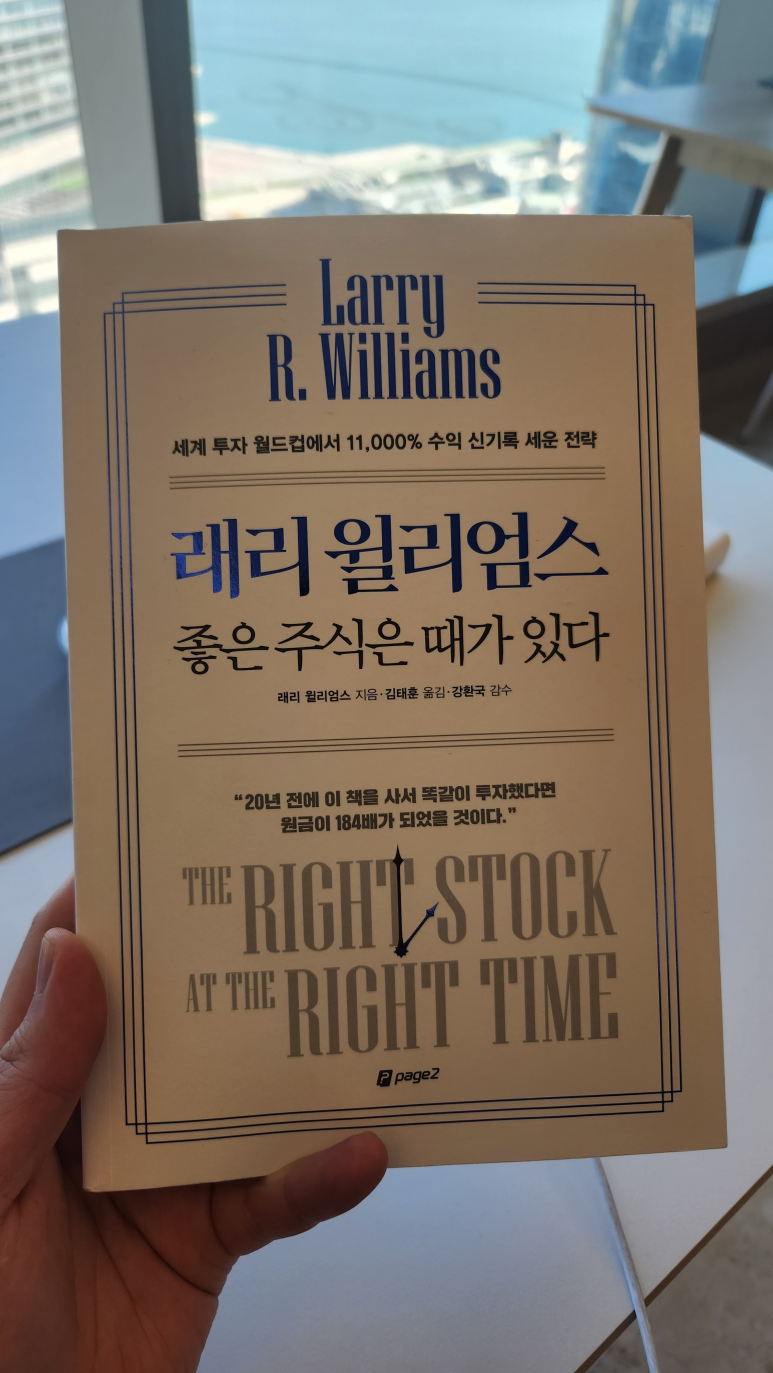 Larry
R. Williams
세계 투자 월드컵에서 11,000% 수익 신기록 세운 전략
래리 윌리엄스
좋은 주식은 때가 있다
래리 윌리엄스 지음·김태훈 옮김·강환국 감수
“20년 전에 이 책을 사서 똑같이 투자했다면
원금이 184배가 되었을 것이다.”
THE RIGHT STOCK
AT THE RIGHT TIME
page2